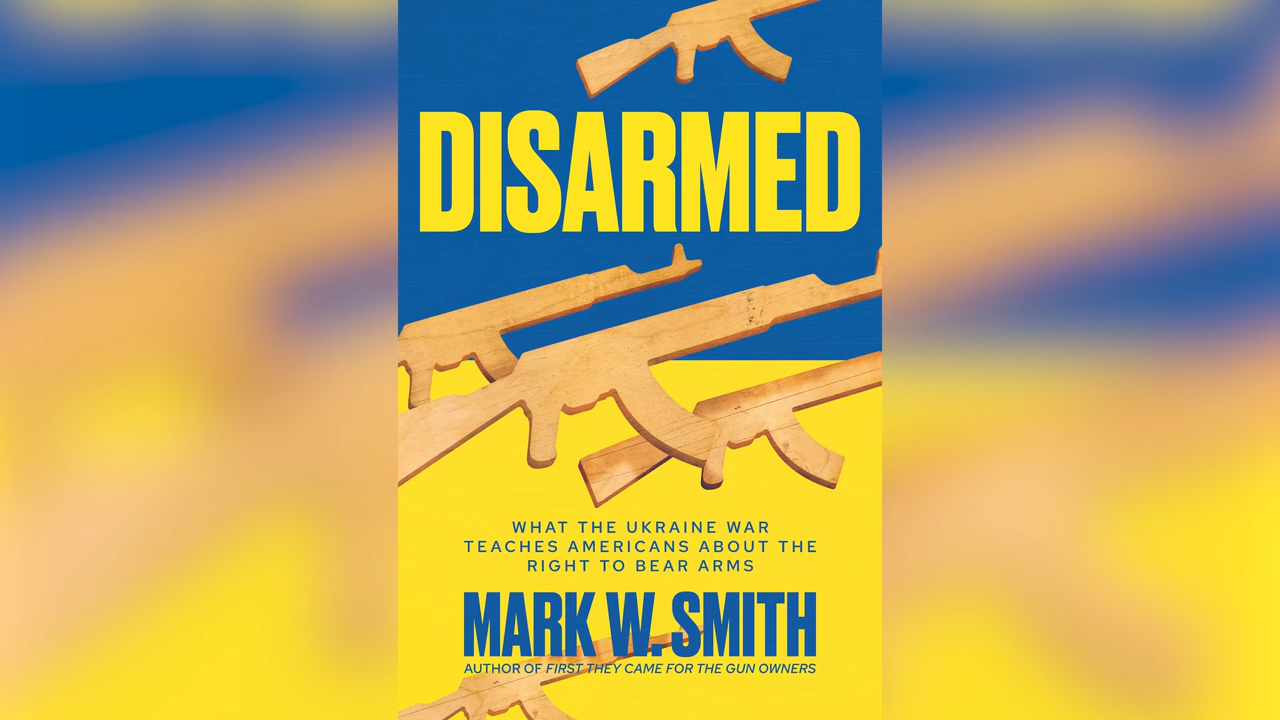 DISARMED
WHAT THE UKRAINE WAR
TEACHES AMERICANS ABOUT THE
RIGHT TO BEAR ARMS
MARK W. SMITH
AUTHOR OF FIRST THEY CAME FOR THE GUN OWNERS